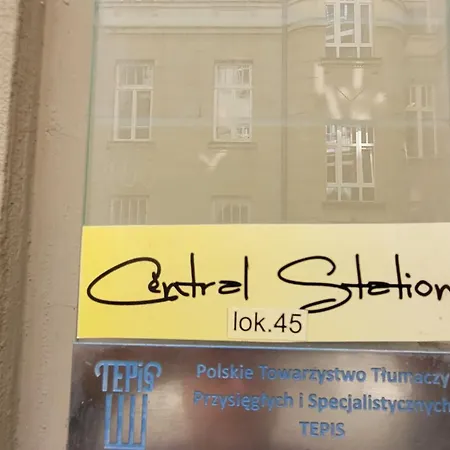 Central Station
lok.45
TEPIS
Polskie Towarzystwo Tłumaczy
Przysięgłych i Specjalistycznych
TEPIS